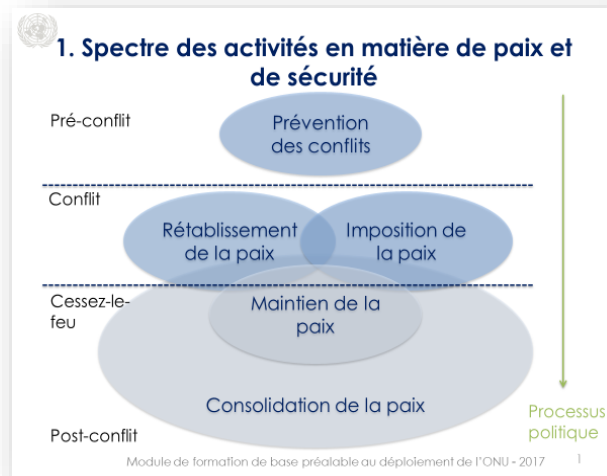 1. Spectre des activités en matière de paix et
de sécurité
Pré-conflit
Prévention
des conflits
Conflit
Rétablissement
de la paix
Imposition de
la paix
Cessez-le-
feu
Maintien de la
paix
Consolidation de la paix
Processus
politique
Post-conflit
Module de formation de base préalable au déploiement de l'ONU - 2017
1